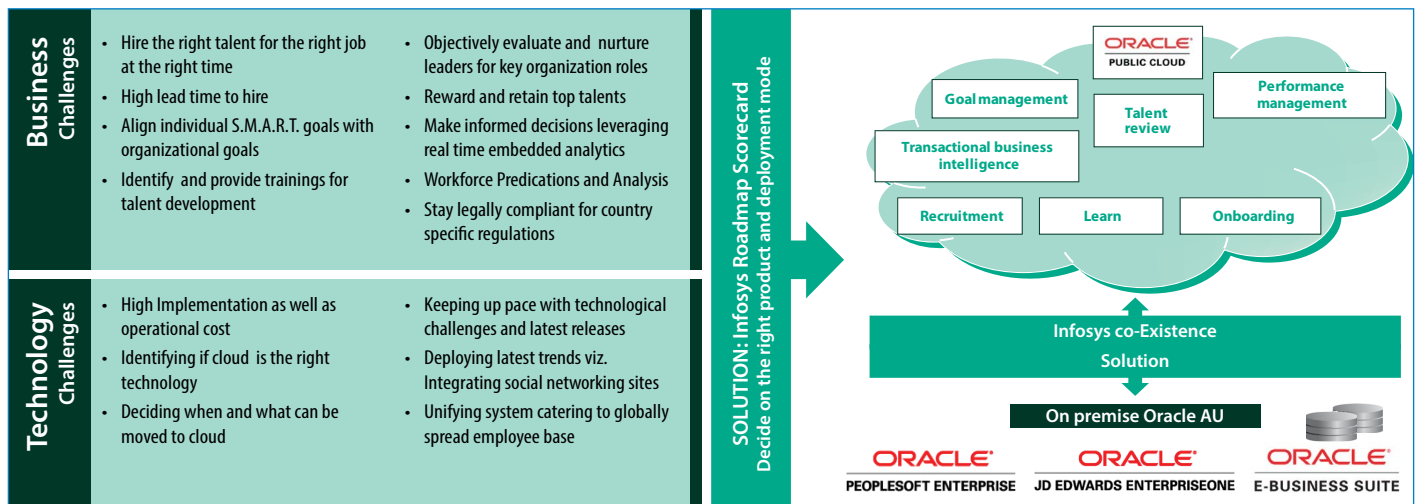 Business
Challenges
• Hire the right talent for the right job
at the right time
• High lead time to hire
• Align individual S.M.A.R.T. goals with
organizational goals
• Identify and provide trainings for
talent development
• Objectively evaluate and nurture
leaders for key organization roles
• Reward and retain top talents
• Make informed decisions leveraging
real time embedded analytics
• Workforce Predications and Analysis
• Stay legally compliant for country
specific regulations
Technology
Challenges
• High Implementation as well as
operational cost
• Identifying if cloud is the right
technology
• Deciding when and what can be
moved to cloud
• Keeping up pace with technological
challenges and latest releases
• Deploying latest trends viz.
Integrating social networking sites
• Unifying system catering to globally
spread employee base
SOLUTION: Infosys Roadmap Scorecard
Decide on the right product and deployment mode
ORACLE®
PUBLIC CLOUD
Goal management
Talent
review
Performance
management
Transactional business
intelligence
Recruitment
Learn
Onboarding
Infosys co-Existence
Solution
On premise Oracle AU
ORACLE®
PEOPLESOFT ENTERPRISE
ORACLE®
JD EDWARDS ENTERPRISEONE
ORACLE®
E-BUSINESS SUITE